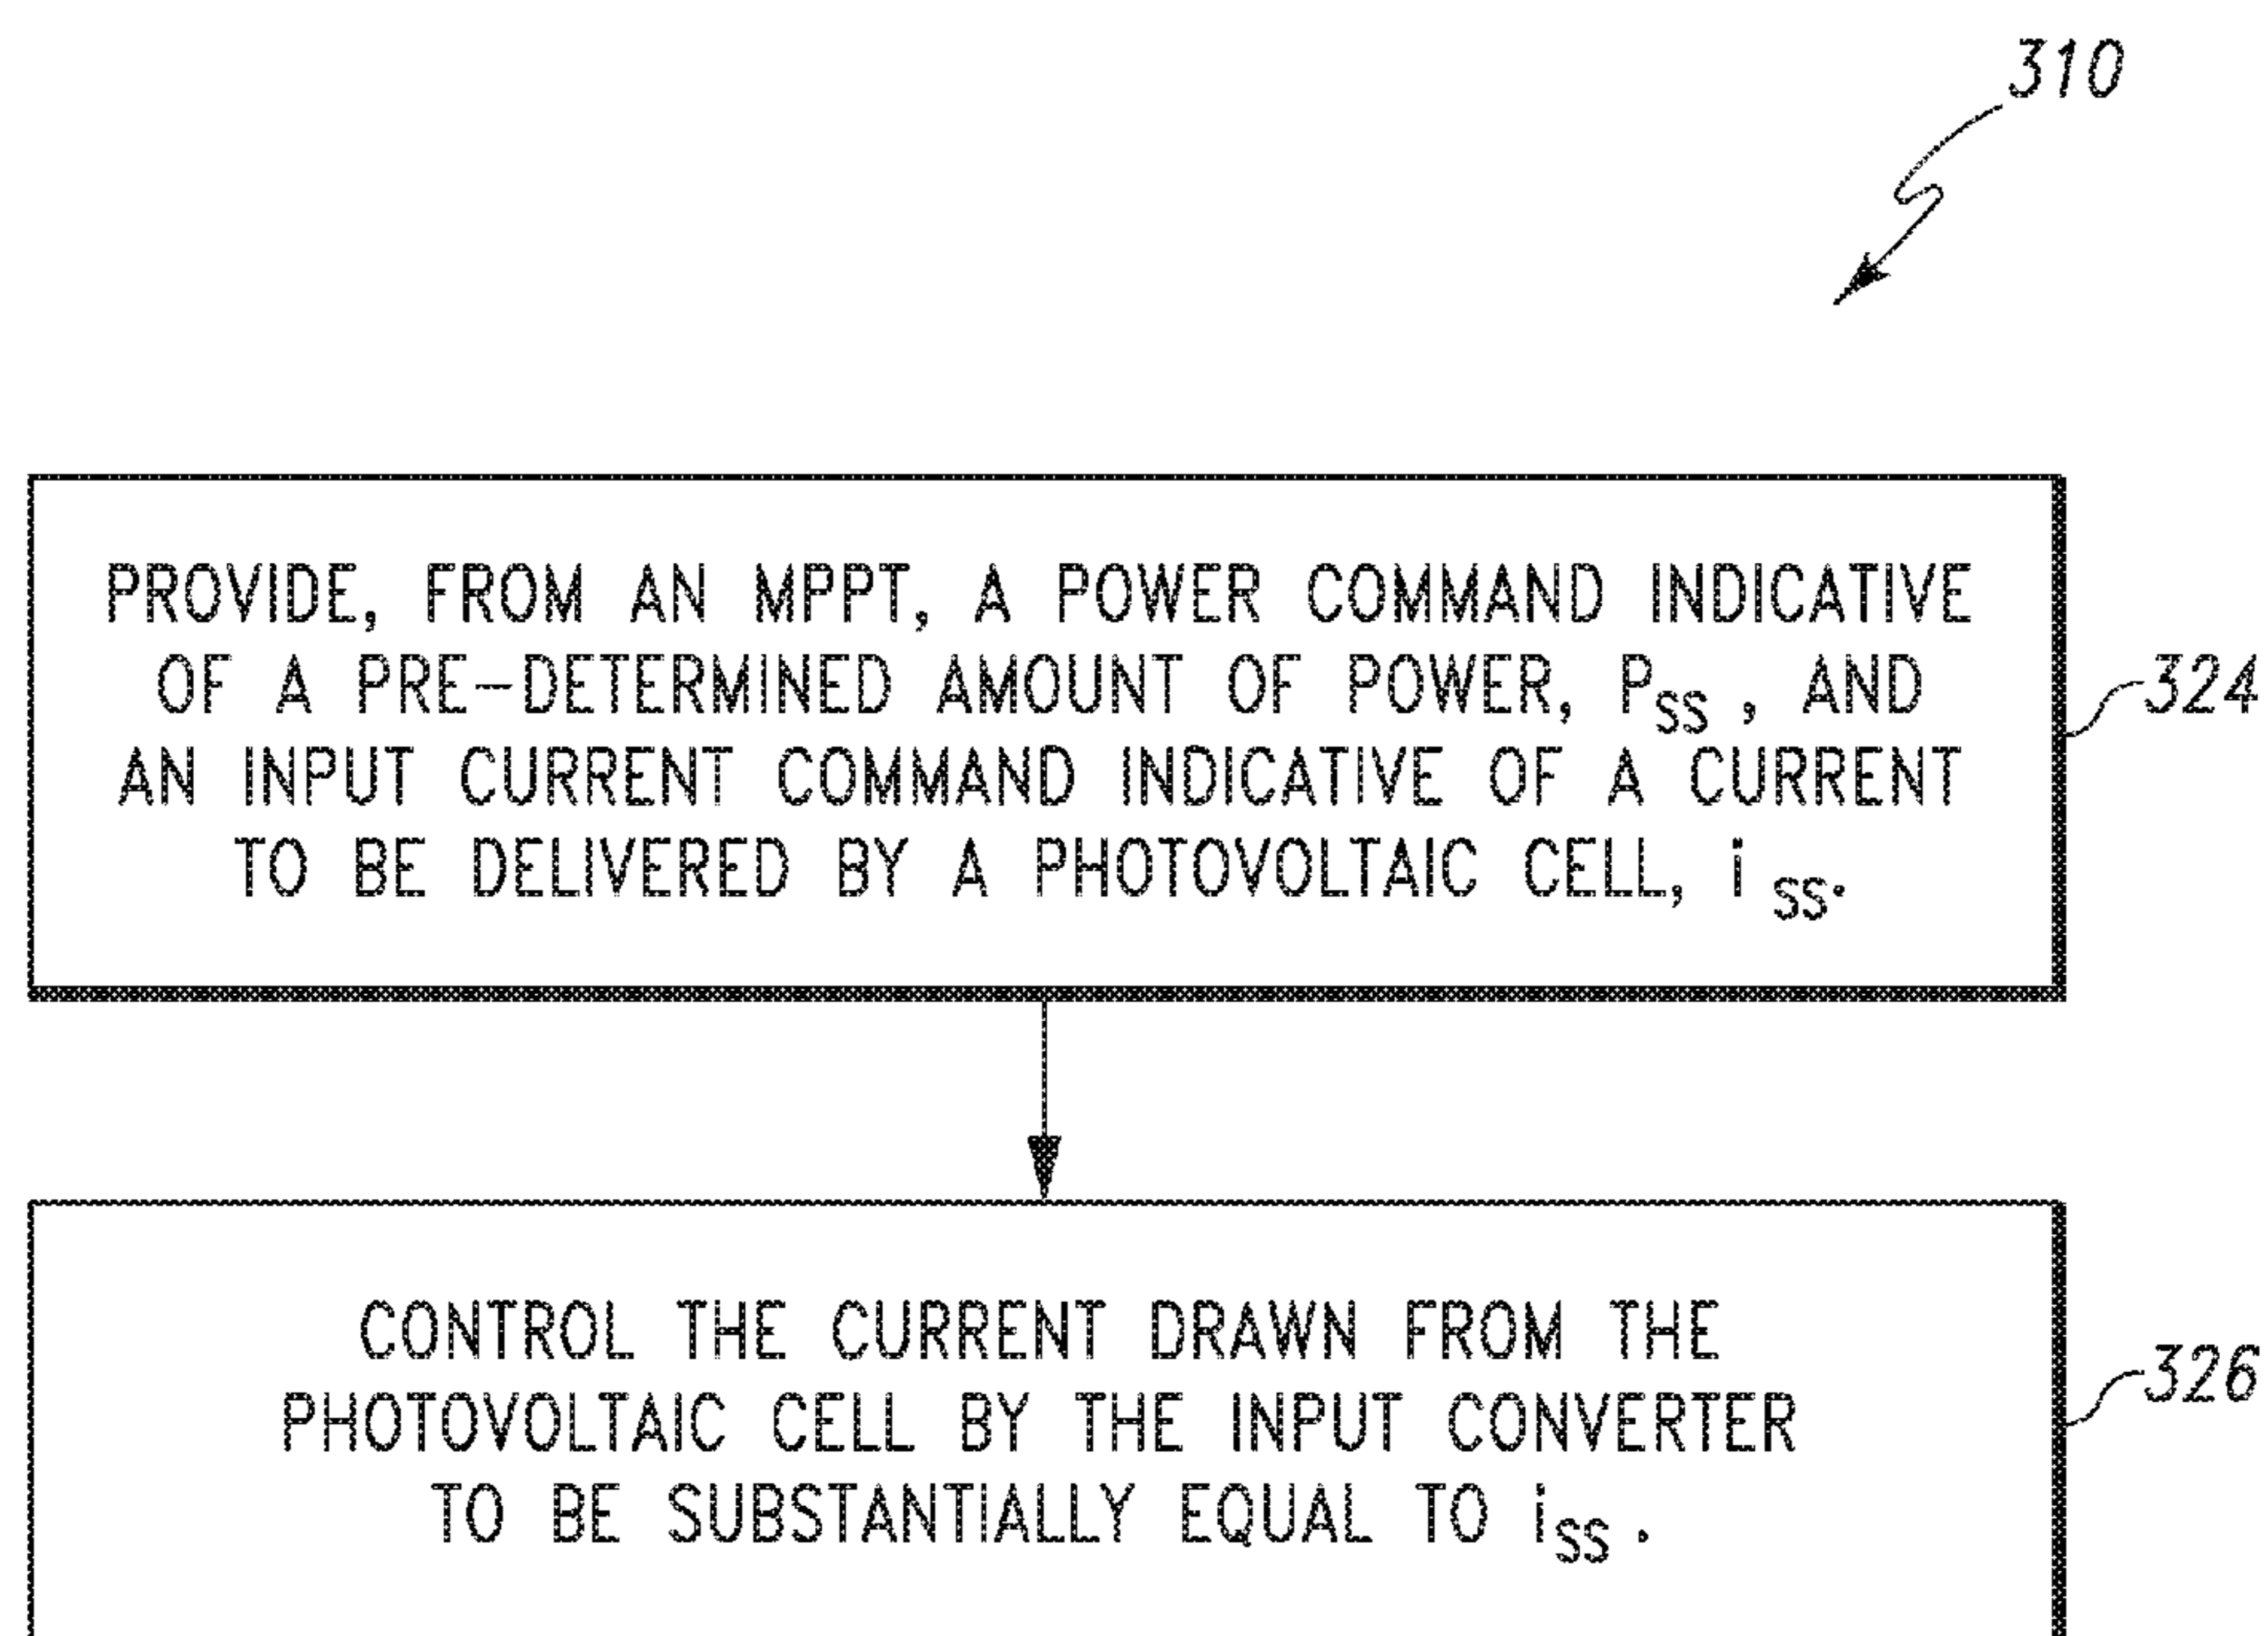 310
PROVIDE, FROM AN MPPT, A POWER COMMAND INDICATIVE
OF A PRE-DETERMINED AMOUNT OF POWER, PSS, AND
324
AN INPUT CURRENT COMMAND INDICATIVE OF A CURRENT
TO BE DELIVERED BY A PHOTOVOLTAIC CELL, i SS.
CONTROL THE CURRENT DRAWN FROM THE
326
PHOTOVOLTAIC CELL BY THE INPUT CONVERTER
TO BE SUBSTANTIALLY EQUAL TO iSS.